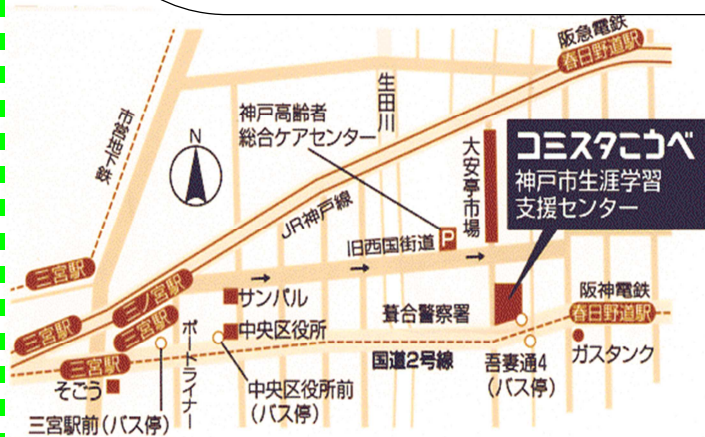 阪急電鉄
春日野道駅
生田川
神戸高齢者
総合ケアセンター
市営地下鉄
N
大安亭市場
コミスタこうべ
神戸市生涯学習
支援センター
JR神戸線
P
旧西国街道
三宮駅
三ノ宮駅
サンパル
葺合警察署
阪神電鉄
春日野道駅
三宮駅
三宮駅
中央区役所
ポートライナー
国道2号線
吾妻通4
(バス停)
ガスタンク
三宮駅
そごう
中央区役所前
(バス停)
三宮駅前(バス停)